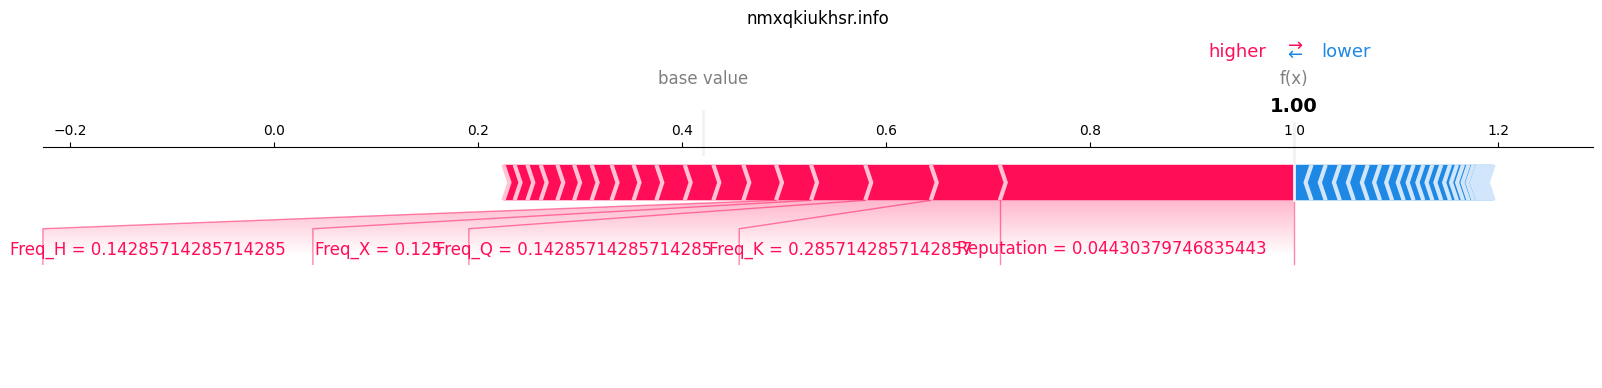 nmxqkiukhsr.info
higher ⇄ lower
base value f(x)
1.00
−0.2 0.0 0.2 0.4 0.6 0.8 1.0 1.2
Freq_H = 0.14285714285714285 Freq_X = 0.125 Freq_Q = 0.14285714285714285 Freq_K = 0.2857142857142857 Reputation = 0.04430379746835443